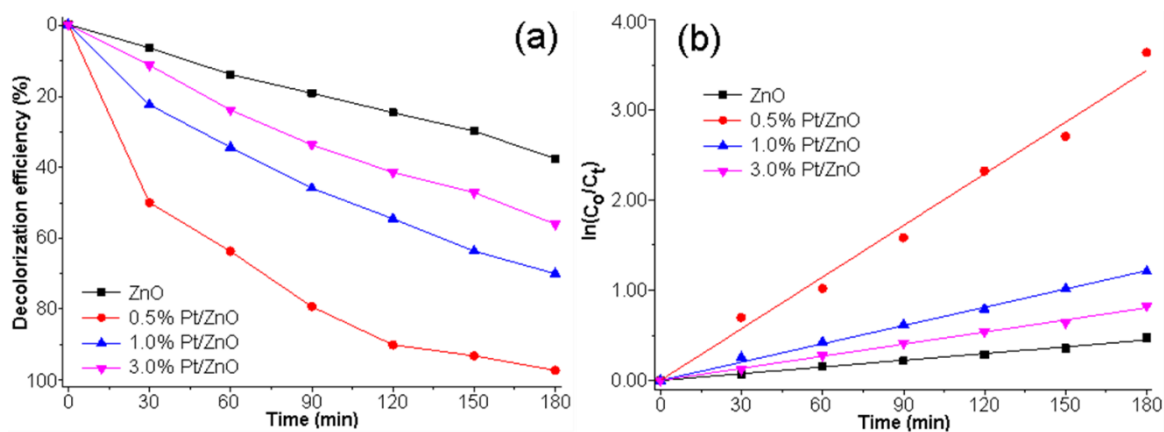 (a)
Decolorization efficiency (%)
0
20
40
60
80
100
ZnO
0.5% Pt/ZnO
1.0% Pt/ZnO
3.0% Pt/ZnO
0 30 60 90 120 150 180
Time (min)
(b)
ln(C₀/Cₜ)
4.00
3.00
2.00
1.00
0.00
ZnO
0.5% Pt/ZnO
1.0% Pt/ZnO
3.0% Pt/ZnO
0 30 60 90 120 150 180
Time (min)